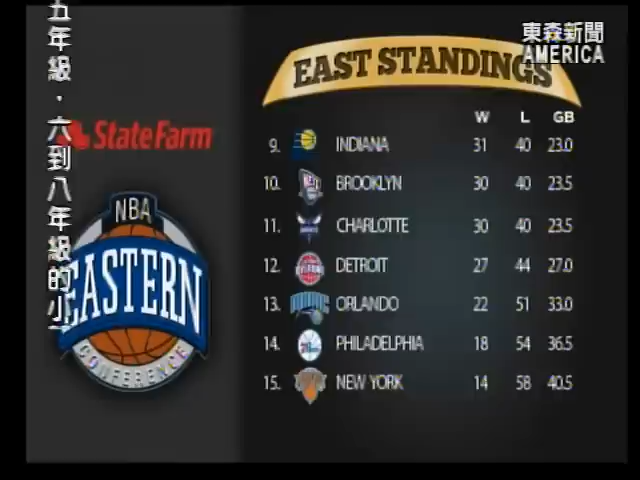 東森新聞
AMERICA
五年級．六到八年級的小
EAST STANDINGS
StateFarm
NBA
EASTERN
CONFERENCE
W L GB
9. INDIANA 31 40 23.0
10. BROOKLYN 30 40 23.5
11. CHARLOTTE 30 40 23.5
12. DETROIT 27 44 27.0
13. ORLANDO 22 51 33.0
14. PHILADELPHIA 18 54 36.5
15. NEW YORK 14 58 40.5